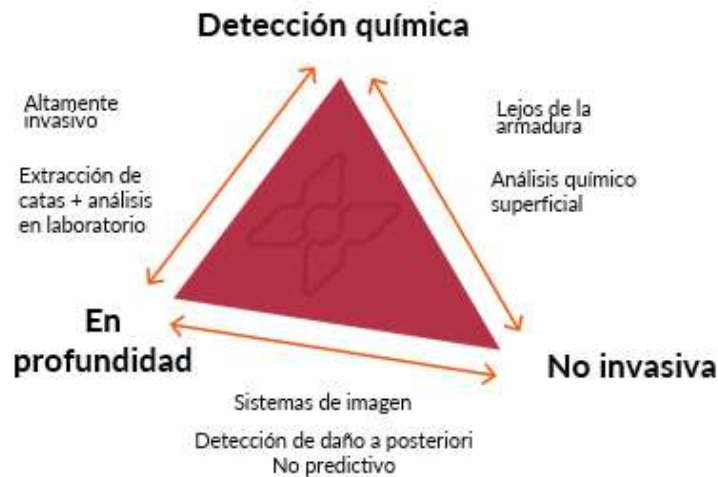 Detección química
Altamente
invasivo
Extracción de
catas + análisis
en laboratorio
Lejos de la
armadura
Análisis químico
superficial
En
profundidad
No invasiva
Sistemas de imagen
Detección de daño a posteriori
No predictivo